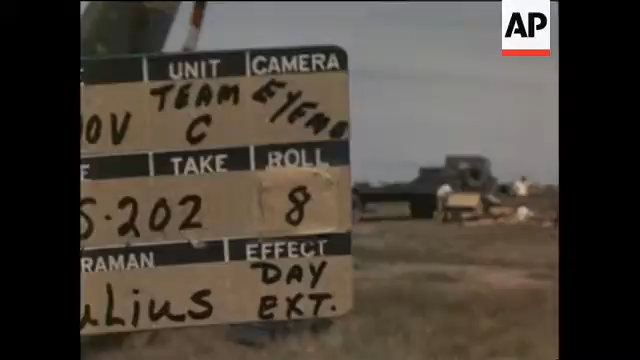 AP
UNIT CAMERA
OV TEAM C EYEMO
TAKE ROLL
S-202 8
RAMAN EFFECT
ULIUS DAY
EXT.